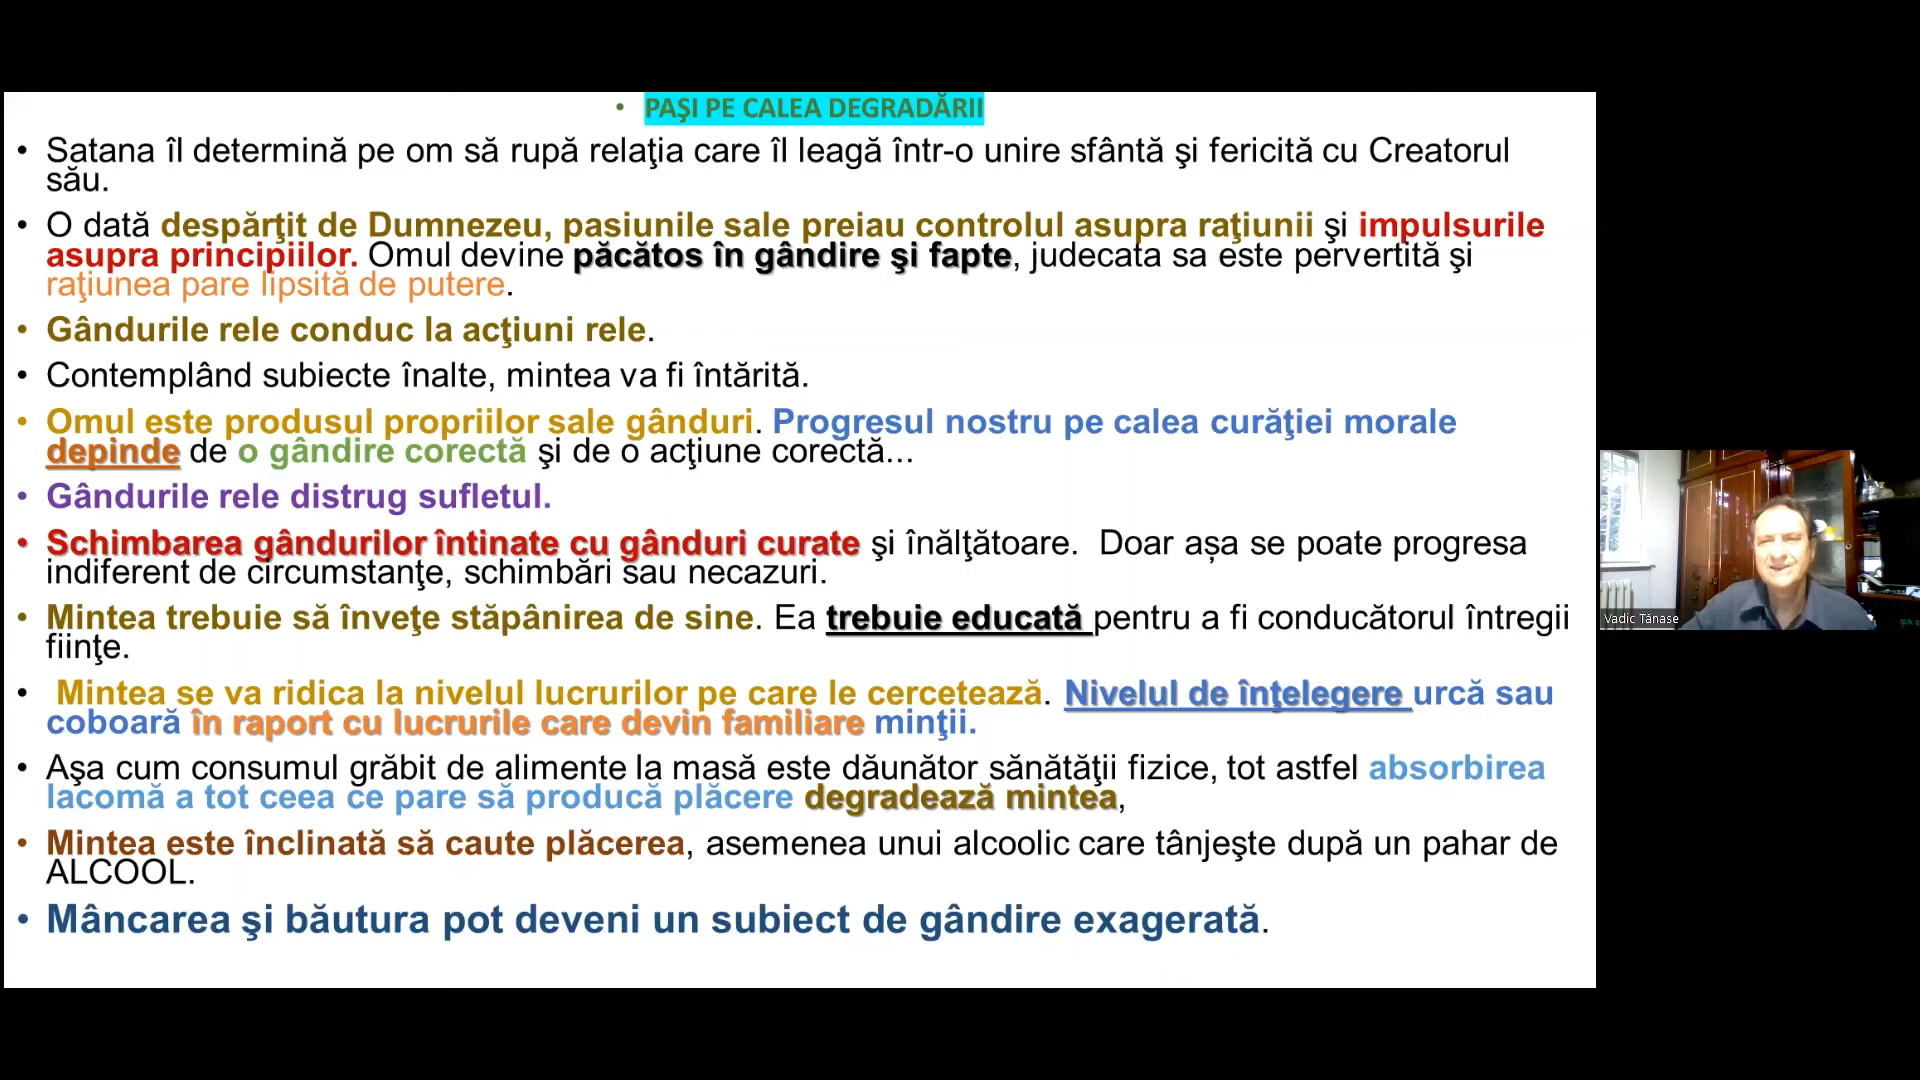 • PAŞI PE CALEA DEGRADĂRII
• Satana îl determină pe om să rupă relaţia care îl leagă într-o unire sfântă şi fericită cu Creatorul
său.
• O dată despărţit de Dumnezeu, pasiunile sale preiau controlul asupra raţiunii şi impulsurile
asupra principiilor. Omul devine păcătos în gândire şi fapte, judecata sa este pervertită şi
raţiunea pare lipsită de putere.
• Gândurile rele conduc la acţiuni rele.
• Contemplând subiecte înalte, mintea va fi întărită.
• Omul este produsul propriilor sale gânduri. Progresul nostru pe calea curăţiei morale
depinde de o gândire corectă şi de o acţiune corectă...
• Gândurile rele distrug sufletul.
• Schimbarea gândurilor întinate cu gânduri curate şi înălţătoare. Doar așa se poate progresa
indiferent de circumstanţe, schimbări sau necazuri.
• Mintea trebuie să înveţe stăpânirea de sine. Ea trebuie educată pentru a fi conducătorul întregii
fiinţe.
• Mintea se va ridica la nivelul lucrurilor pe care le cercetează. Nivelul de înţelegere urcă sau
coboară în raport cu lucrurile care devin familiare minţii.
• Aşa cum consumul grăbit de alimente la masă este dăunător sănătăţii fizice, tot astfel absorbirea
lacomă a tot ceea ce pare să producă plăcere degradează mintea,
• Mintea este înclinată să caute plăcerea, asemenea unui alcoolic care tânjeşte după un pahar de
ALCOOL.
• Mâncarea şi băutura pot deveni un subiect de gândire exagerată.
Vadic Tănase